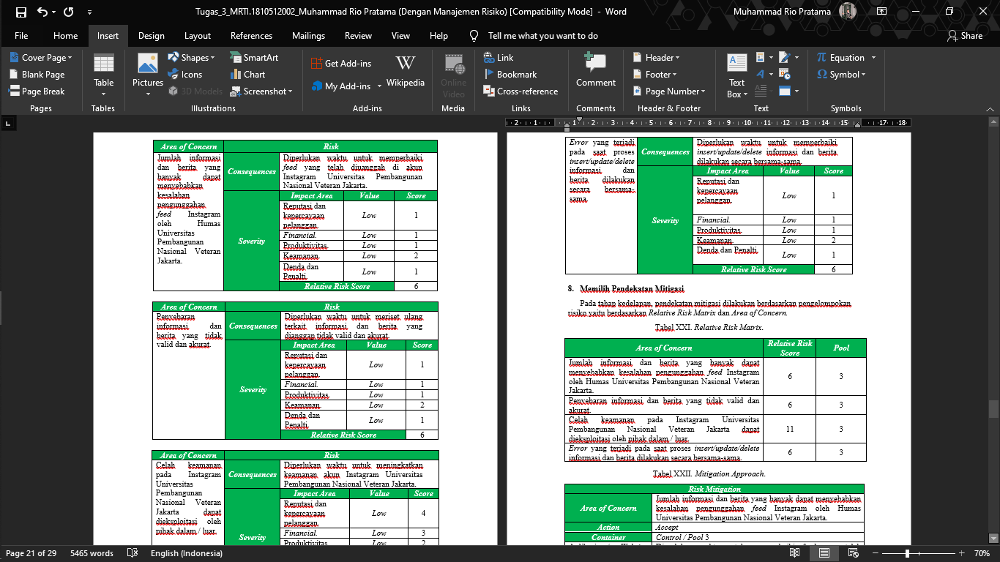 Tugas_3_MRTI.1810512002_Muhammad Rio Pratama (Dengan Manajemen Risiko) [Compatibility Mode] - Word
Muhammad Rio Pratama
File Home Insert Design Layout References Mailings Review View Help Tell me what you want to do Share
Cover Page
Blank Page
Page Break
Pages
Table
Tables
Pictures
Shapes
Icons
3D Models
SmartArt
Chart
Screenshot
Illustrations
Get Add-ins
My Add-ins
Wikipedia
Add-ins
Online
Video
Media
Link
Bookmark
Cross-reference
Links
Comment
Comments
Header
Footer
Page Number
Header & Footer
Text
Box
Text
Equation
Symbol
Symbols
2 1 1 2 3 4 5 6 7 8 9 10 11 12 13 14 15 17 18
Area of Concern Risk
Jumlah informasi
dan berita yang
banyak dapat
menyebabkan
kesalahan
pengunggahan
feed Instagram
oleh Humas
Universitas
Pembangunan
Nasional Veteran
Jakarta.
Consequences
Diperlukan waktu untuk memperbaiki
feed yang telah diunggah di akun
Instagram Universitas Pembangunan
Nasional Veteran Jakarta.
Severity
Impact Area Value Score
Reputasi dan
kepercayaan
pelanggan.
Low 1
Financial. Low 1
Produktivitas. Low 1
Keamanan. Low 2
Denda dan
Penalti.
Low 1
Relative Risk Score 6
Area of Concern Risk
Penyebaran
informasi dan
berita yang tidak
valid dan akurat.
Consequences
Diperlukan waktu untuk meriset ulang
terkait informasi dan berita yang
dianggap tidak valid dan akurat.
Severity
Impact Area Value Score
Reputasi dan
kepercayaan
pelanggan.
Low 1
Financial. Low 1
Produktivitas. Low 1
Keamanan. Low 2
Denda dan
Penalti.
Low 1
Relative Risk Score 6
Area of Concern Risk
Celah keamanan
pada Instagram
Universitas
Pembangunan
Nasional Veteran
Jakarta dapat
dieksploitasi oleh
pihak dalam / luar.
Consequences
Diperlukan waktu untuk meningkatkan
keamanan akun Instagram Universitas
Pembangunan Nasional Veteran Jakarta.
Severity
Impact Area Value Score
Reputasi dan
kepercayaan
pelanggan.
Low 4
Financial. Low 3
Produktivitas. Low 2
Error yang terjadi
pada saat proses
insert/update/delete
informasi dan
berita dilakukan
secara bersama-
sama.
Consequences
Diperlukan waktu untuk memperbaiki
insert/update/delete informasi dan berita
dilakukan secara bersama-sama.
Severity
Impact Area Value Score
Reputasi dan
kepercayaan
pelanggan.
Low 1
Financial. Low 1
Produktivitas. Low 1
Keamanan. Low 2
Denda dan Penalti.
Low 1
Relative Risk Score 6
8. Memilih Pendekatan Mitigasi
Pada tahap kedelapan, pendekatan mitigasi dilakukan berdasarkan pengelompokan
risiko yaitu berdasarkan Relative Risk Matrix dan Area of Concern.
Tabel XXI. Relative Risk Matrix.
Area of Concern Relative Risk Score Pool
Jumlah informasi dan berita yang banyak dapat
menyebabkan kesalahan pengunggahan feed Instagram
oleh Humas Universitas Pembangunan Nasional Veteran
Jakarta.
6 3
Penyebaran informasi dan berita yang tidak valid dan
akurat.
6 3
Celah keamanan pada Instagram Universitas
Pembangunan Nasional Veteran Jakarta dapat
dieksploitasi oleh pihak dalam / luar.
11 3
Error yang terjadi pada saat proses insert/update/delete
informasi dan berita dilakukan secara bersama-sama.
6 3
Tabel XXII. Mitigation Approach.
Risk Mitigation
Area of Concern
Jumlah informasi dan berita yang banyak dapat menyebabkan
kesalahan pengunggahan feed Instagram oleh Humas
Universitas Pembangunan Nasional Veteran Jakarta.
Action Accept
Container Control / Pool 3
Page 21 of 29 5465 words English (Indonesia) 70%